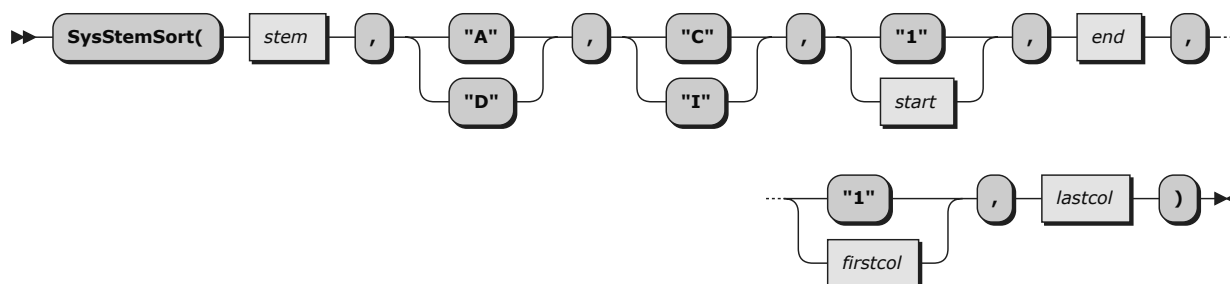 SysStemSort( stem , "A" , "C" , "1" , end ,
"D" "I" start
"1" , lastcol )
firstcol